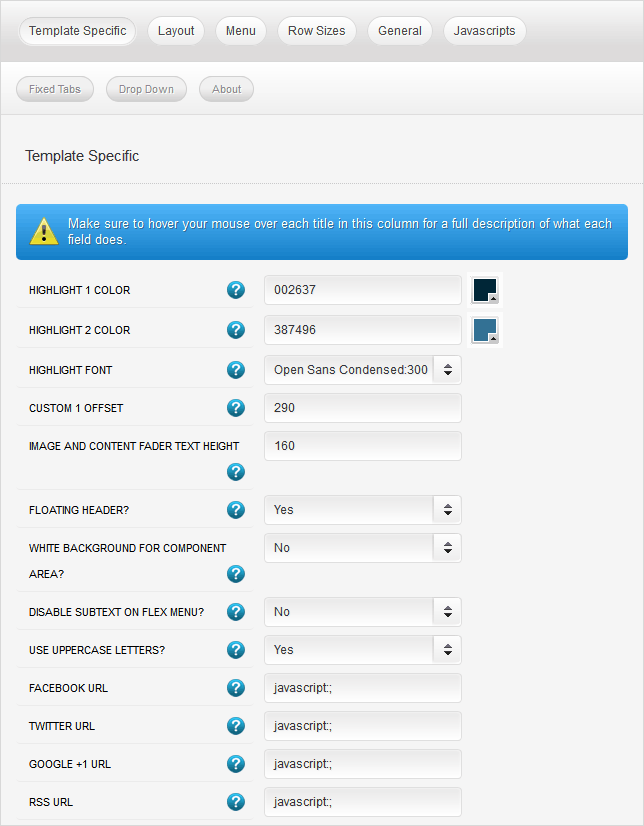 Template Specific Layout Menu Row Sizes General Javascripts
Fixed Tabs Drop Down About
Template Specific
Make sure to hover your mouse over each title in this column for a full description of what each
field does.
HIGHLIGHT 1 COLOR ? 002637
HIGHLIGHT 2 COLOR ? 387496
HIGHLIGHT FONT ? Open Sans Condensed:300
CUSTOM 1 OFFSET ? 290
IMAGE AND CONTENT FADER TEXT HEIGHT ? 160
FLOATING HEADER? ? Yes
WHITE BACKGROUND FOR COMPONENT No
AREA? ?
DISABLE SUBTEXT ON FLEX MENU? ? No
USE UPPERCASE LETTERS? ? Yes
FACEBOOK URL ? javascript:;
TWITTER URL ? javascript:;
GOOGLE +1 URL ? javascript:;
RSS URL ? javascript:;